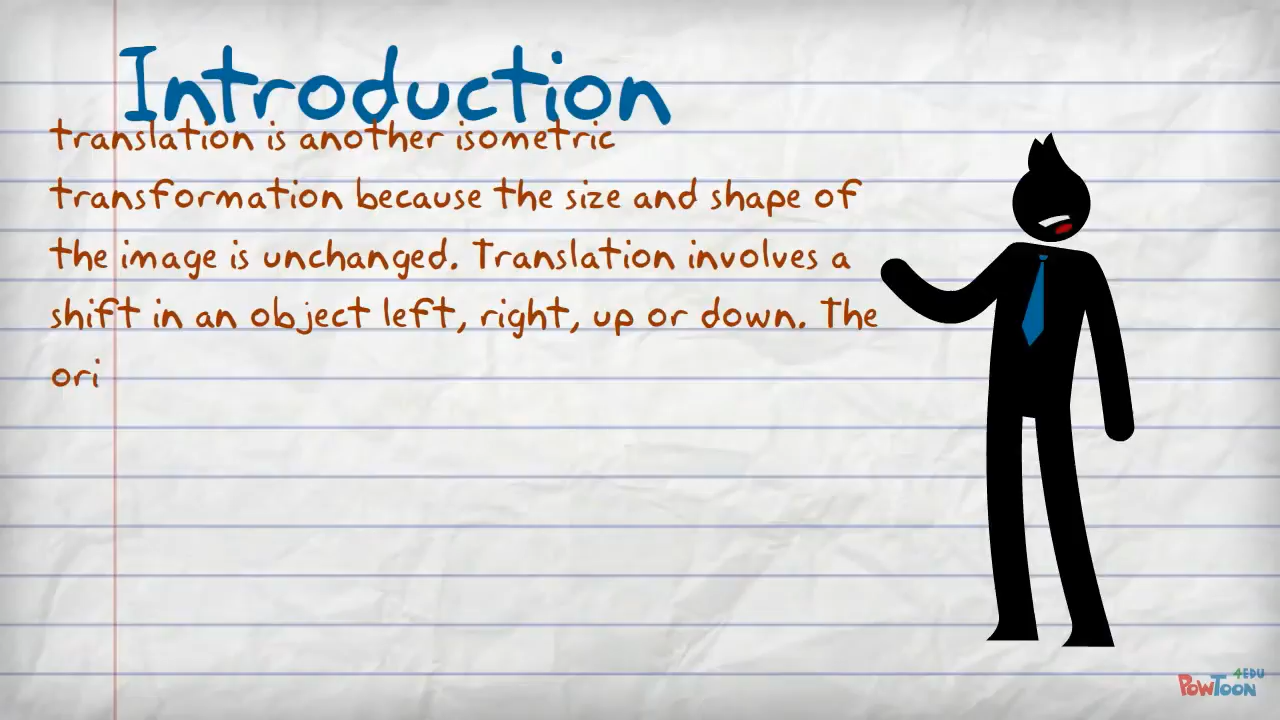 Introduction
translation is another isometric
transformation because the size and shape of
the image is unchanged. Translation involves a
shift in an object left, right, up or down. The
ori
4EDU
POWTOON